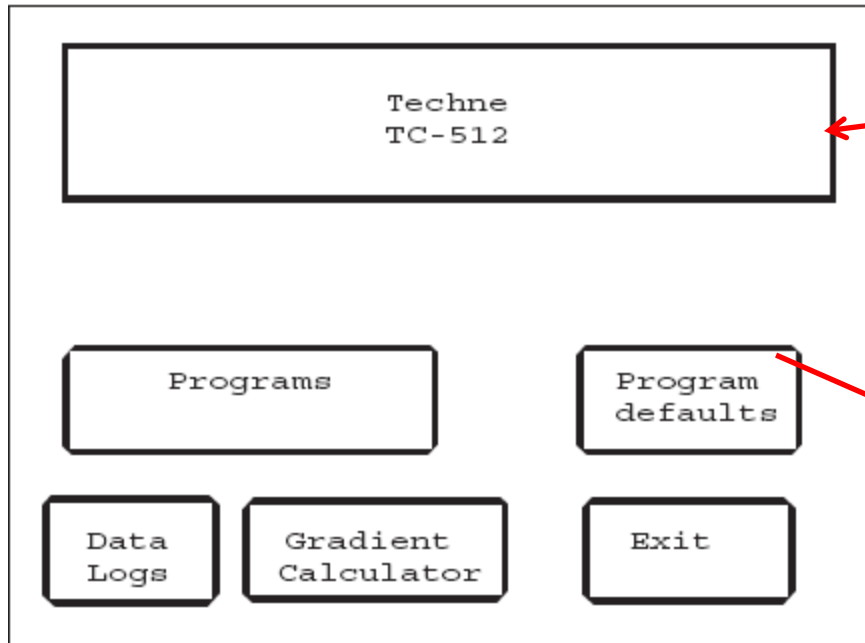 Techne
TC-512
Programs
Program
defaults
Data
Logs
Gradient
Calculator
Exit